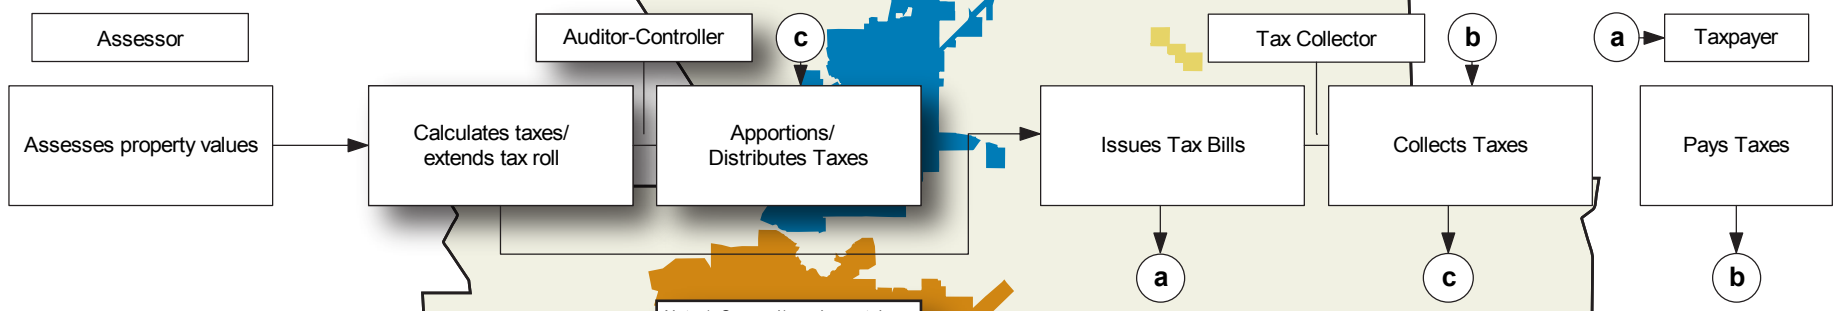 Assessor
Auditor-Controller
c
Tax Collector
b
a
Taxpayer
Assesses property values
Calculates taxes/
extends tax roll
Apportions/
Distributes Taxes
Issues Tax Bills
Collects Taxes
Pays Taxes
a
c
b